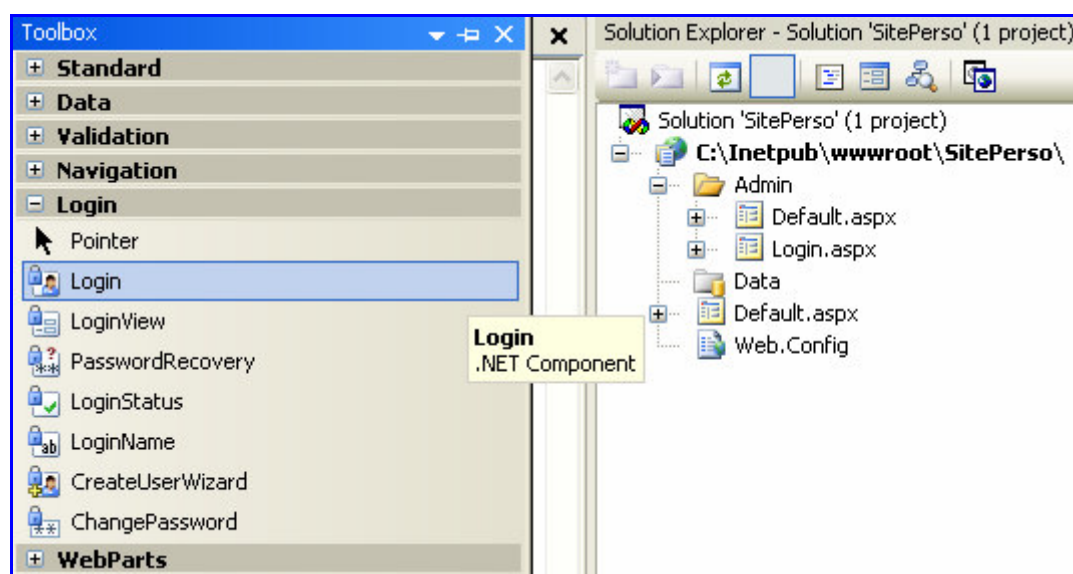 Toolbox
Standard
Data
Validation
Navigation
Login
Pointer
Login
LoginView
PasswordRecovery
LoginStatus
LoginName
CreateUserWizard
ChangePassword
WebParts
Login
.NET Component
Solution Explorer - Solution 'SitePerso' (1 project)
Solution 'SitePerso' (1 project)
C:\Inetpub\wwwroot\SitePerso\
Admin
Default.aspx
Login.aspx
Data
Default.aspx
Web.Config